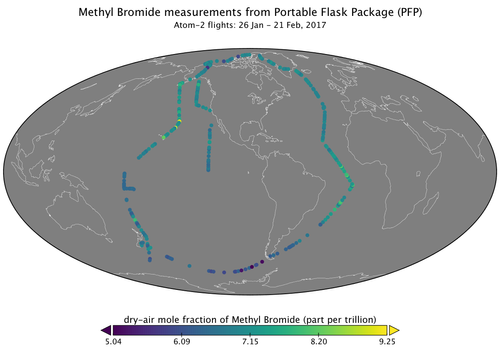 Methyl Bromide measurements from Portable Flask Package (PFP)
Atom-2 flights: 26 Jan - 21 Feb, 2017
dry-air mole fraction of Methyl Bromide (part per trillion)
5.04 6.09 7.15 8.20 9.25